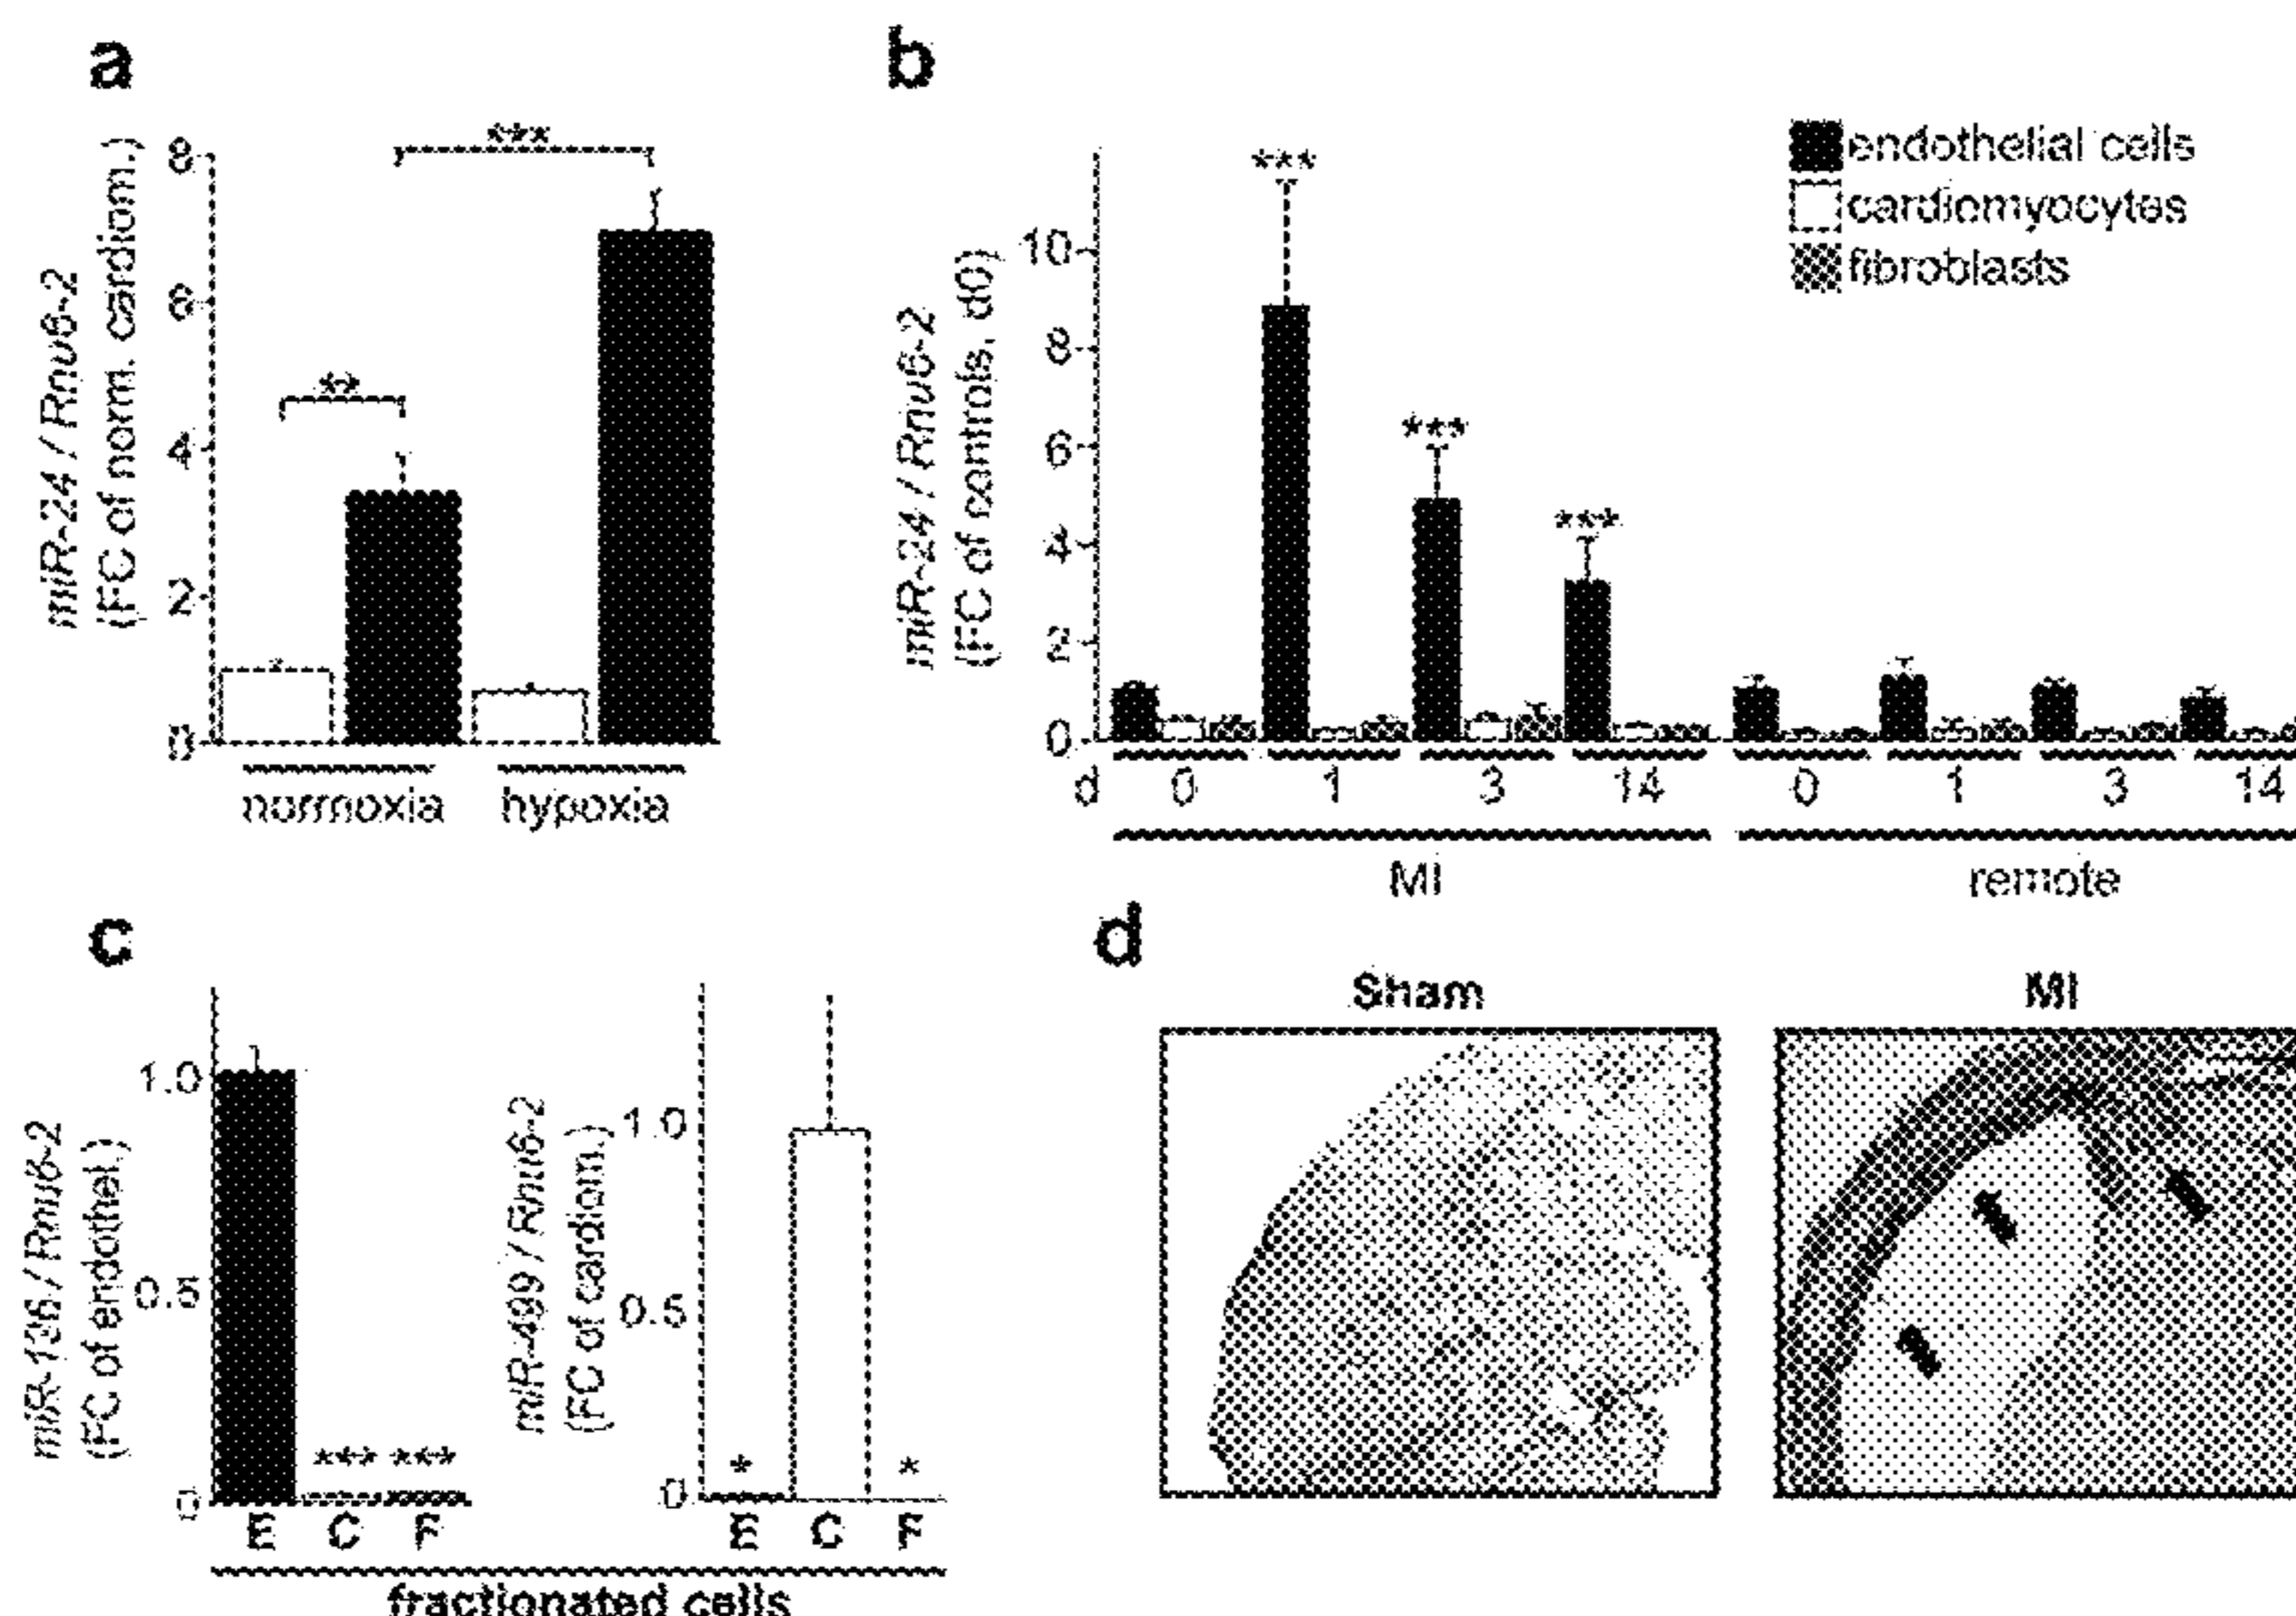 a
miR-24 / Rnu6-2
(FC of norm. cardiom.)
8
6
4
2
0
***
**
normoxia
hypoxia
b
miR-24 / Rnu6-2
(FC of controls, d0)
10
8
6
4
2
0
***
***
***
endothelial cells
cardiomyocytes
fibroblasts
d 0 1 3 14 0 1 3 14
MI
remote
c
miR-126 / Rnu6-2
(FC of endothel.)
1.0
0.5
0
*** ***
E C F
miR-499 / Rnu6-2
(FC of cardiom.)
1.0
0.5
0
* *
E C F
fractionated cells
d
Sham
MI